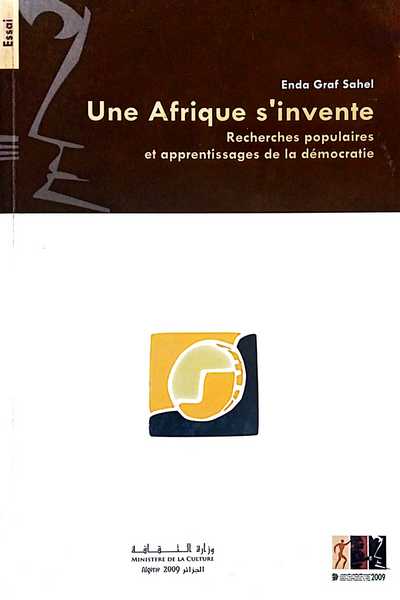 Essai
Enda Graf Sahel
Une Afrique s'invente
Recherches populaires
et apprentissages de la démocratie
وزارة الثقافة
MINISTERE DE LA CULTURE
Algérie 2009 الجزائر
2009